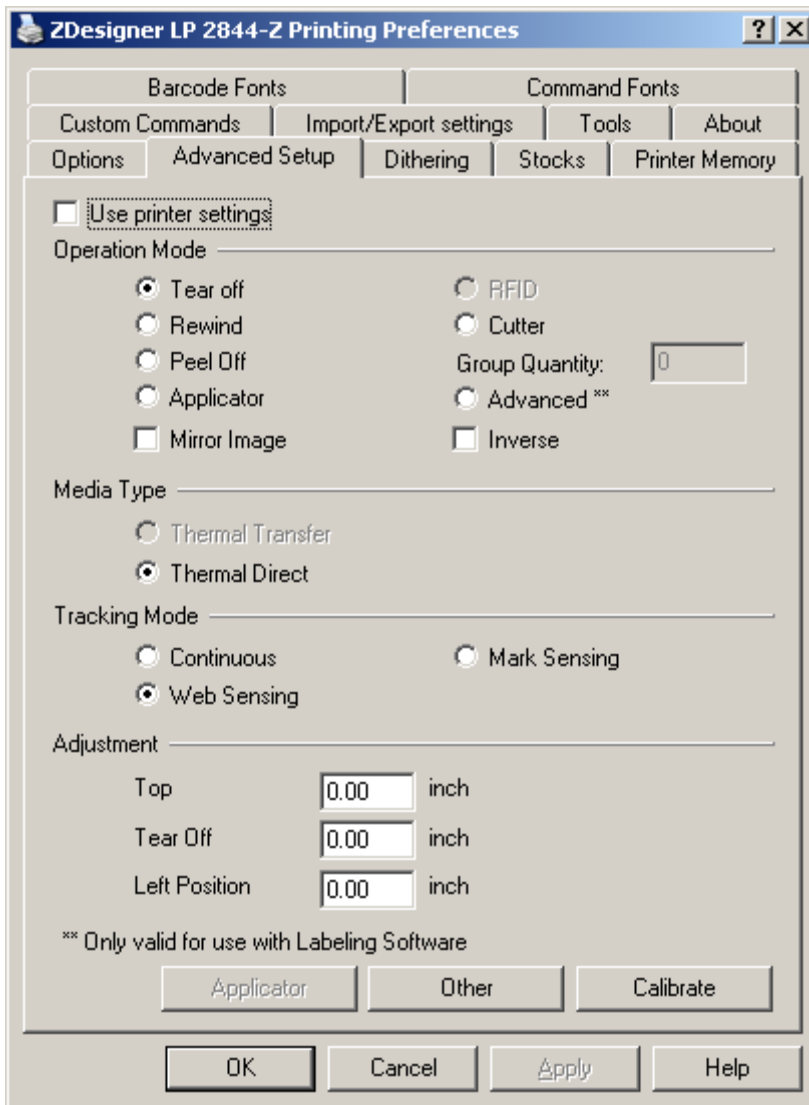 ZDesigner LP 2844-Z Printing Preferences
Barcode Fonts Command Fonts
Custom Commands Import/Export settings Tools About
Options Advanced Setup Dithering Stocks Printer Memory
Use printer settings
Operation Mode
Tear off RFID
Rewind Cutter
Peel Off Group Quantity: 0
Applicator Advanced **
Mirror Image Inverse
Media Type
Thermal Transfer
Thermal Direct
Tracking Mode
Continuous Mark Sensing
Web Sensing
Adjustment
Top 0.00 inch
Tear Off 0.00 inch
Left Position 0.00 inch
** Only valid for use with Labeling Software
Applicator Other Calibrate
OK Cancel Apply Help